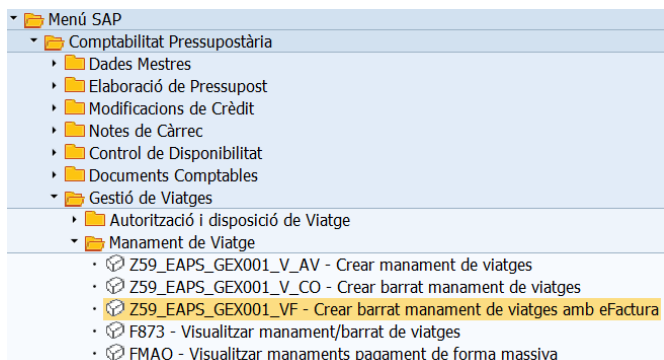 Menú SAP
Comptabilitat Pressupostària
Dades Mestres
Elaboració de Pressupost
Modificacions de Crèdit
Notes de Càrrec
Control de Disponibilitat
Documents Comptables
Gestió de Viatges
Autorització i disposició de Viatge
Manament de Viatge
Z59_EAPS_GEX001_V_AV - Crear manament de viatges
Z59_EAPS_GEX001_V_CO - Crear barrat manament de viatges
Z59_EAPS_GEX001_VF - Crear barrat manament de viatges amb eFactura
F873 - Visualitzar manament/barrat de viatges
FMAO - Visualitzar manaments pagament de forma massiva